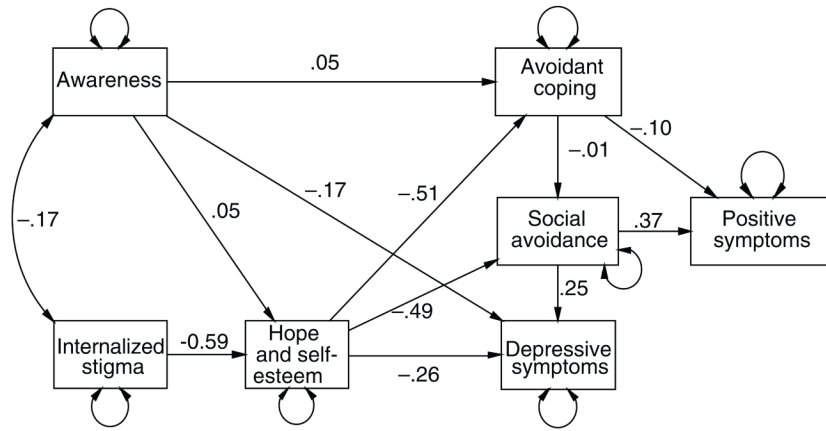 Awareness
.05
Avoidant
coping
–.10
–.01
–.17
–.51
–.17
.05
Social
avoidance
.37
Positive
symptoms
–.49
.25
Internalized
stigma
-0.59
Hope
and self-
esteem
–.26
Depressive
symptoms